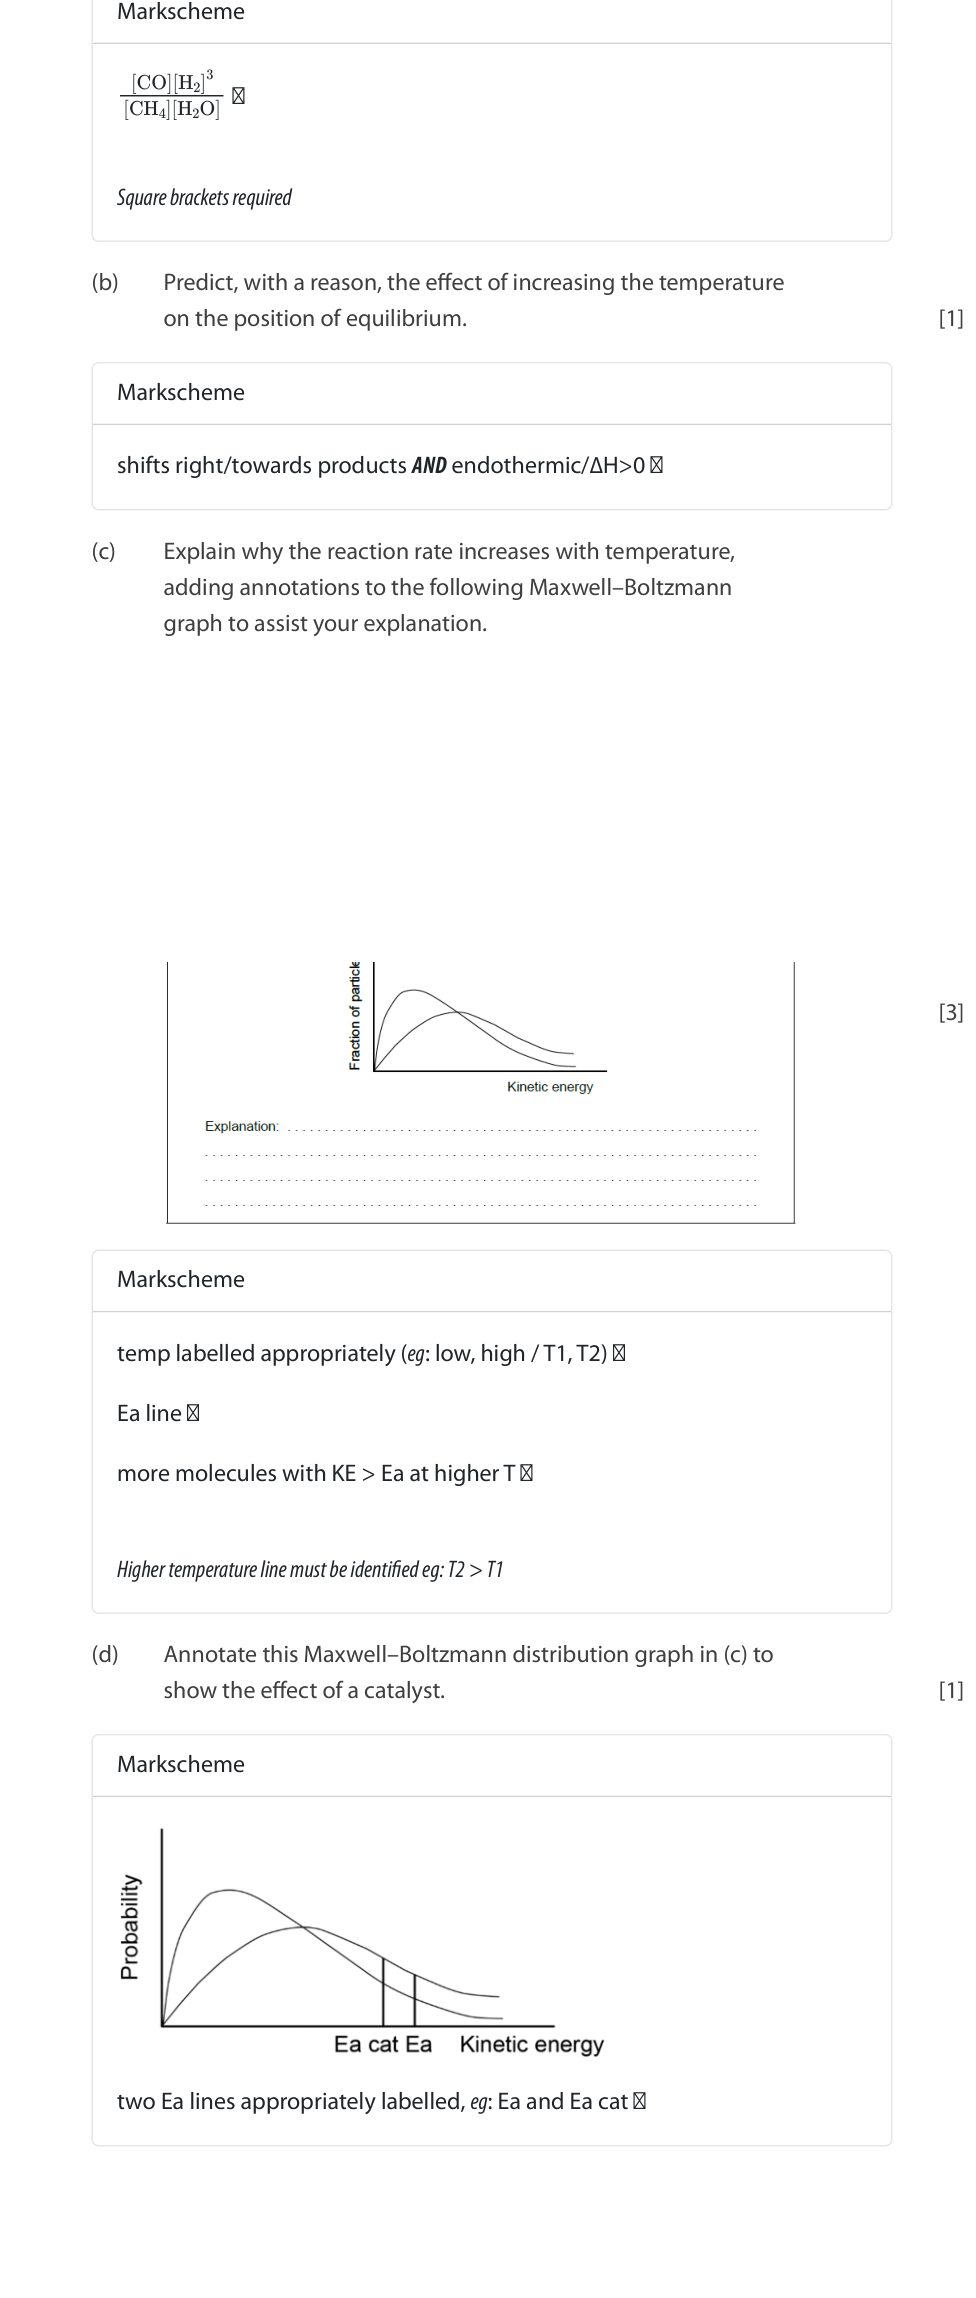 Markscheme
[CO][H₂]³
[CH₄][H₂O]
Square brackets required
(b) Predict, with a reason, the effect of increasing the temperature
on the position of equilibrium. [1]
Markscheme
shifts right/towards products AND endothermic/ΔH>0
(c) Explain why the reaction rate increases with temperature,
adding annotations to the following Maxwell–Boltzmann
graph to assist your explanation.
[3]
Fraction of particle
Kinetic energy
Explanation:
Markscheme
temp labelled appropriately (eg: low, high / T1, T2)
Ea line
more molecules with KE > Ea at higher T
Higher temperature line must be identified eg: T2 > T1
(d) Annotate this Maxwell–Boltzmann distribution graph in (c) to
show the effect of a catalyst. [1]
Markscheme
Probability
Ea cat Ea Kinetic energy
two Ea lines appropriately labelled, eg: Ea and Ea cat